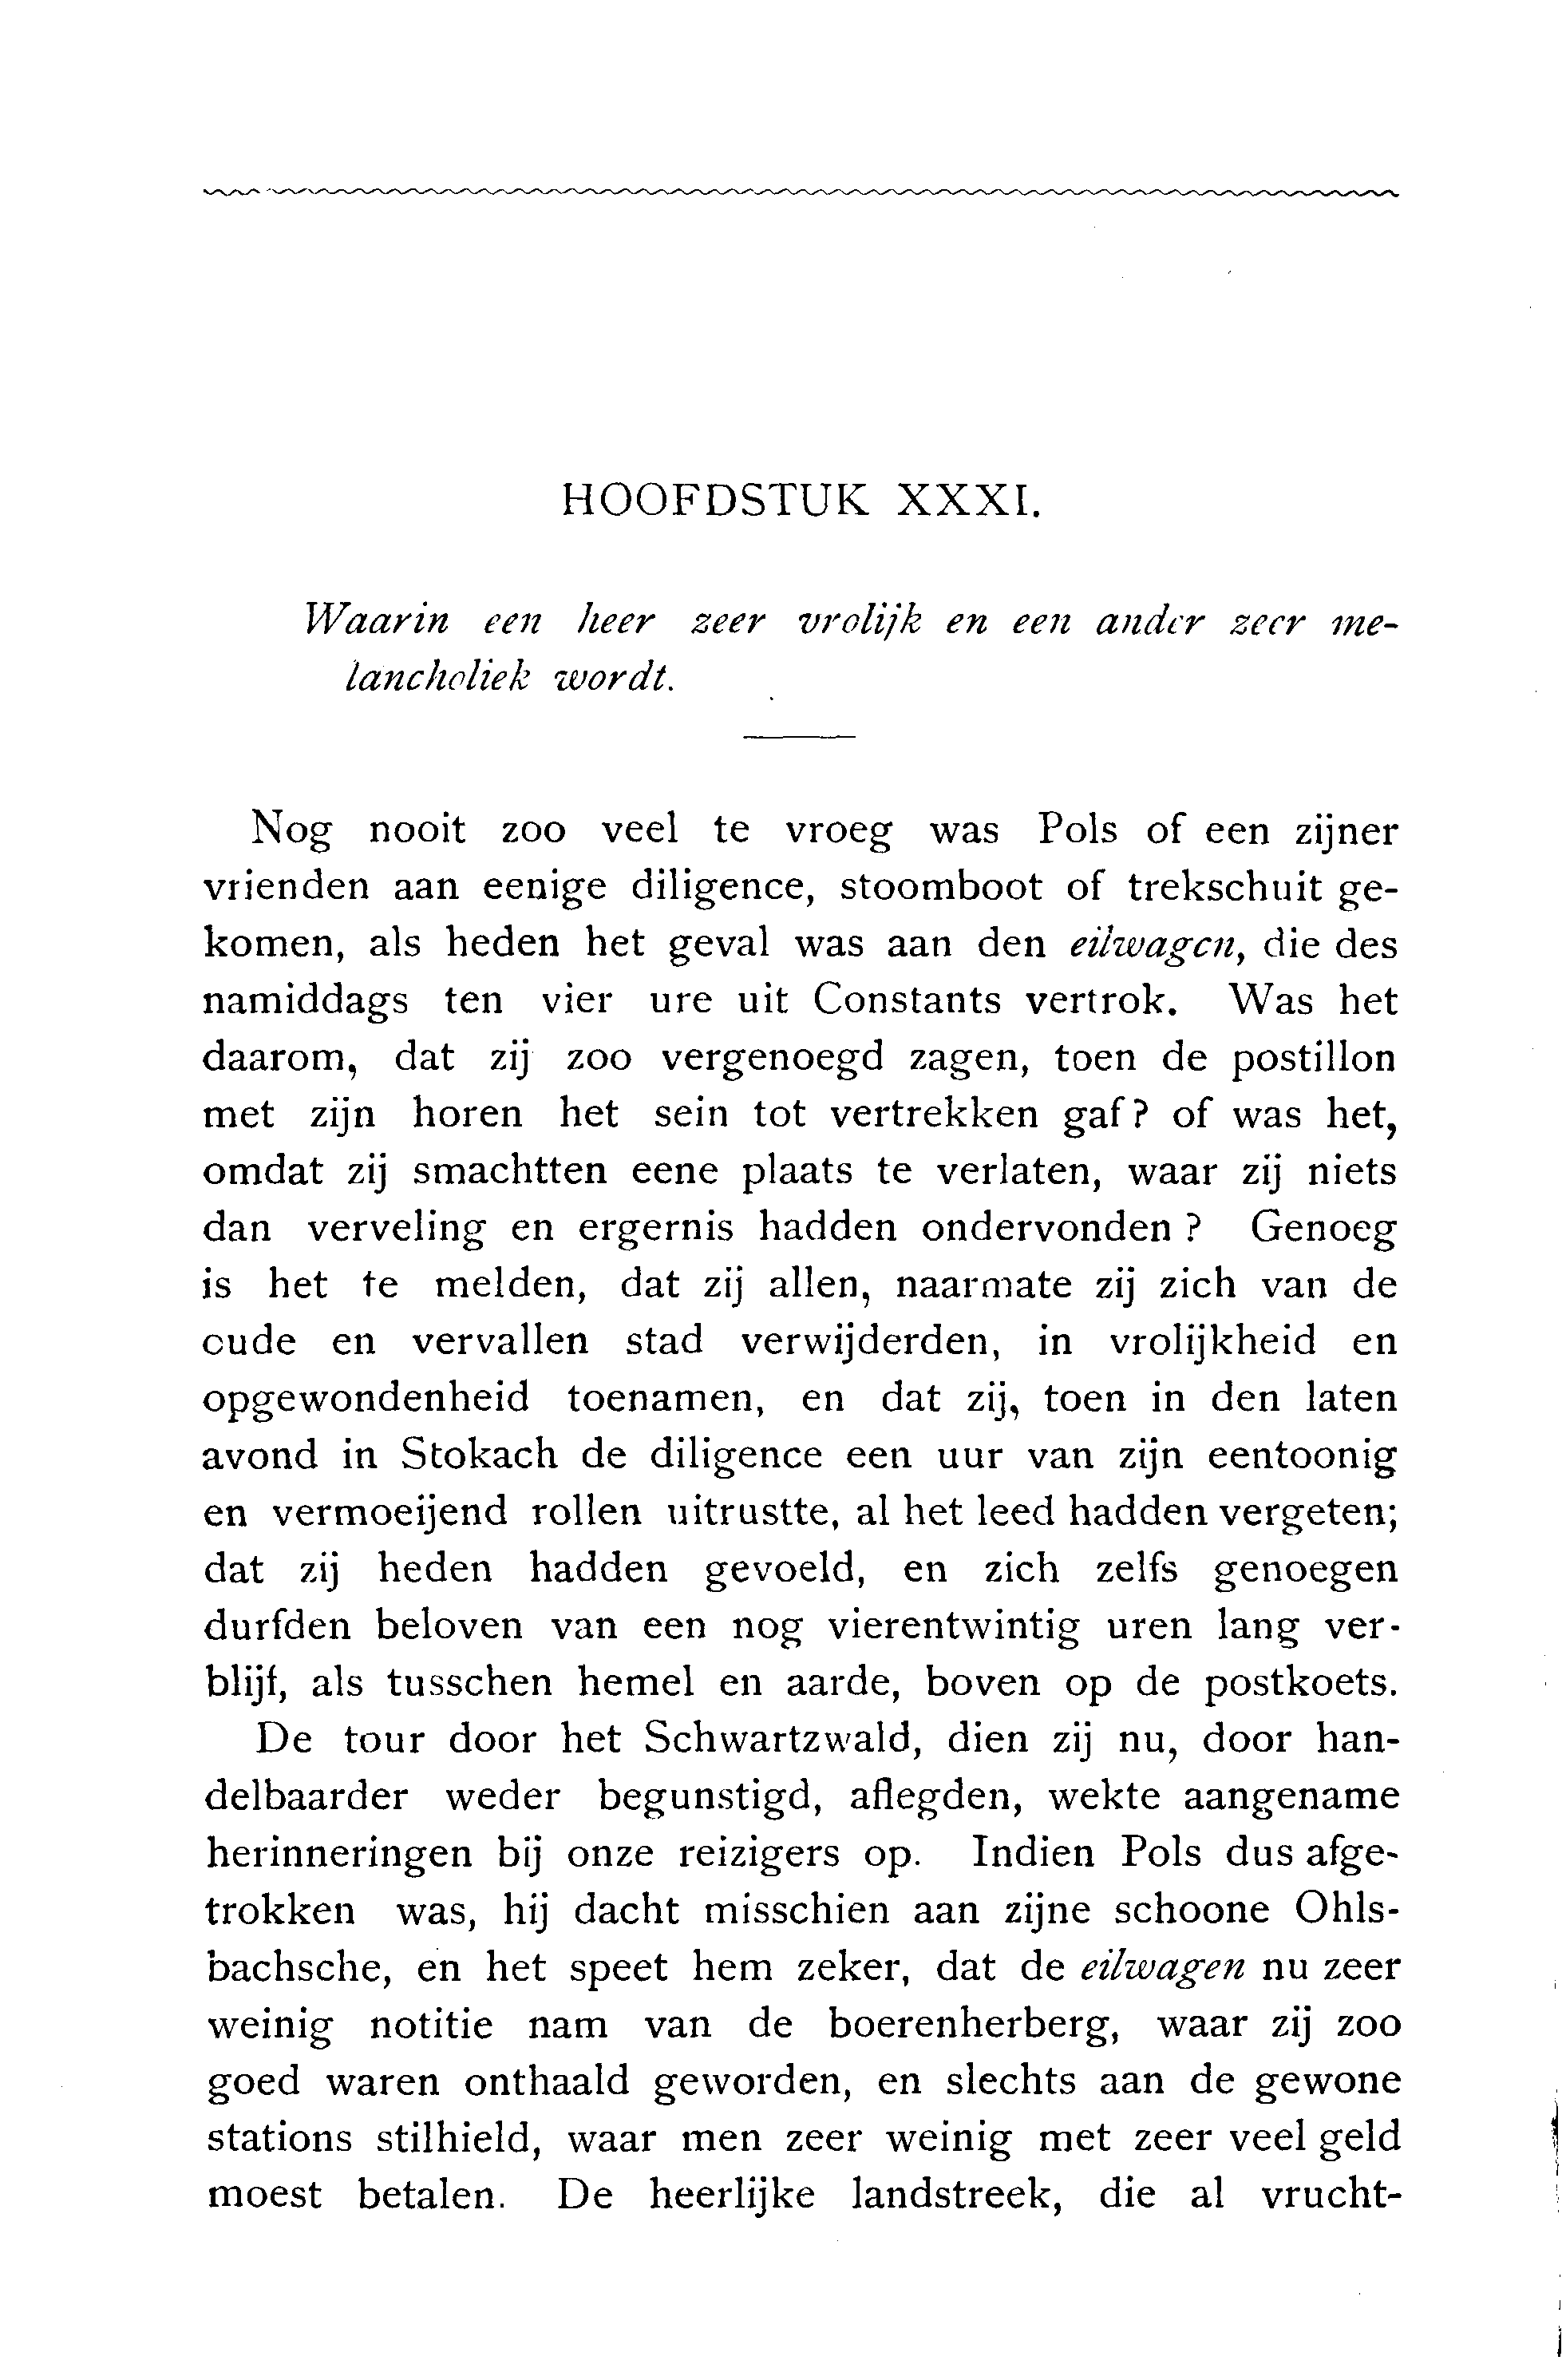 HOOFDSTUK XXXI.
Waarin een heer zeer vrolijk en een ander zeer me-
lancholiek wordt.
Nog nooit zoo veel te vroeg was Pols of een zijner
vrienden aan eenige diligence, stoomboot of trekschuit ge-
komen, als heden het geval was aan den eilwagen, die des
namiddags ten vier ure uit Constants vertrok. Was het
daarom, dat zij zoo vergenoegd zagen, toen de postillon
met zijn horen het sein tot vertrekken gaf? of was het,
omdat zij smachtten eene plaats te verlaten, waar zij niets
dan verveling en ergernis hadden ondervonden? Genoeg
is het te melden, dat zij allen, naarmate zij zich van de
oude en vervallen stad verwijderden, in vrolijkheid en
opgewondenheid toenamen, en dat zij, toen in den laten
avond in Stokach de diligence een uur van zijn eentoonig
en vermoeijend rollen uitrustte, al het leed hadden vergeten;
dat zij heden hadden gevoeld, en zich zelfs genoegen
durfden beloven van een nog vierentwintig uren lang ver-
blijf, als tusschen hemel en aarde, boven op de postkoets.
De tour door het Schwartzwald, dien zij nu, door han-
delbaarder weder begunstigd, aflegden, wekte aangename
herinneringen bij onze reizigers op. Indien Pols dus afge-
trokken was, hij dacht misschien aan zijne schoone Ohls-
bachsche, en het speet hem zeker, dat de eilwagen nu zeer
weinig notitie nam van de boerenherberg, waar zij zoo
goed waren onthaald geworden, en slechts aan de gewone
stations stilhield, waar men zeer weinig met zeer veel geld
moest betalen. De heerlijke landstreek, die al vrucht-